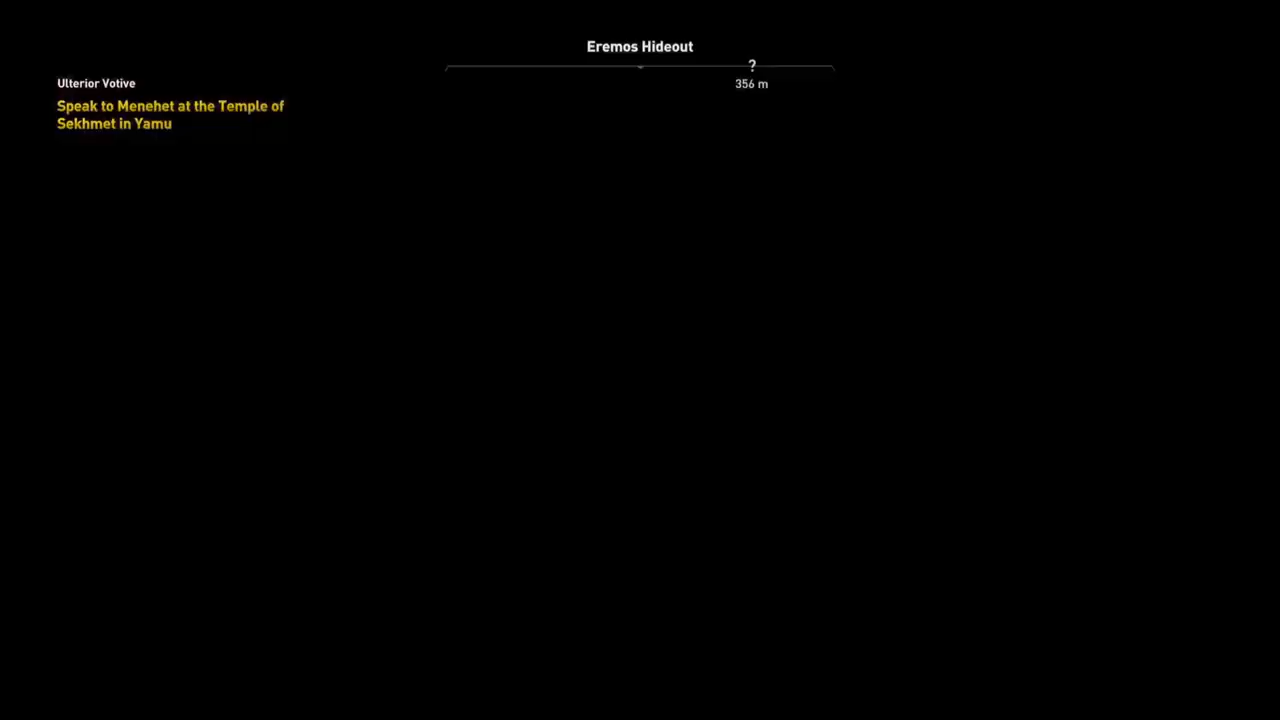 Eremos Hideout
?
356 m
Ulterior Votive
Speak to Menehet at the Temple of
Sekhmet in Yamu